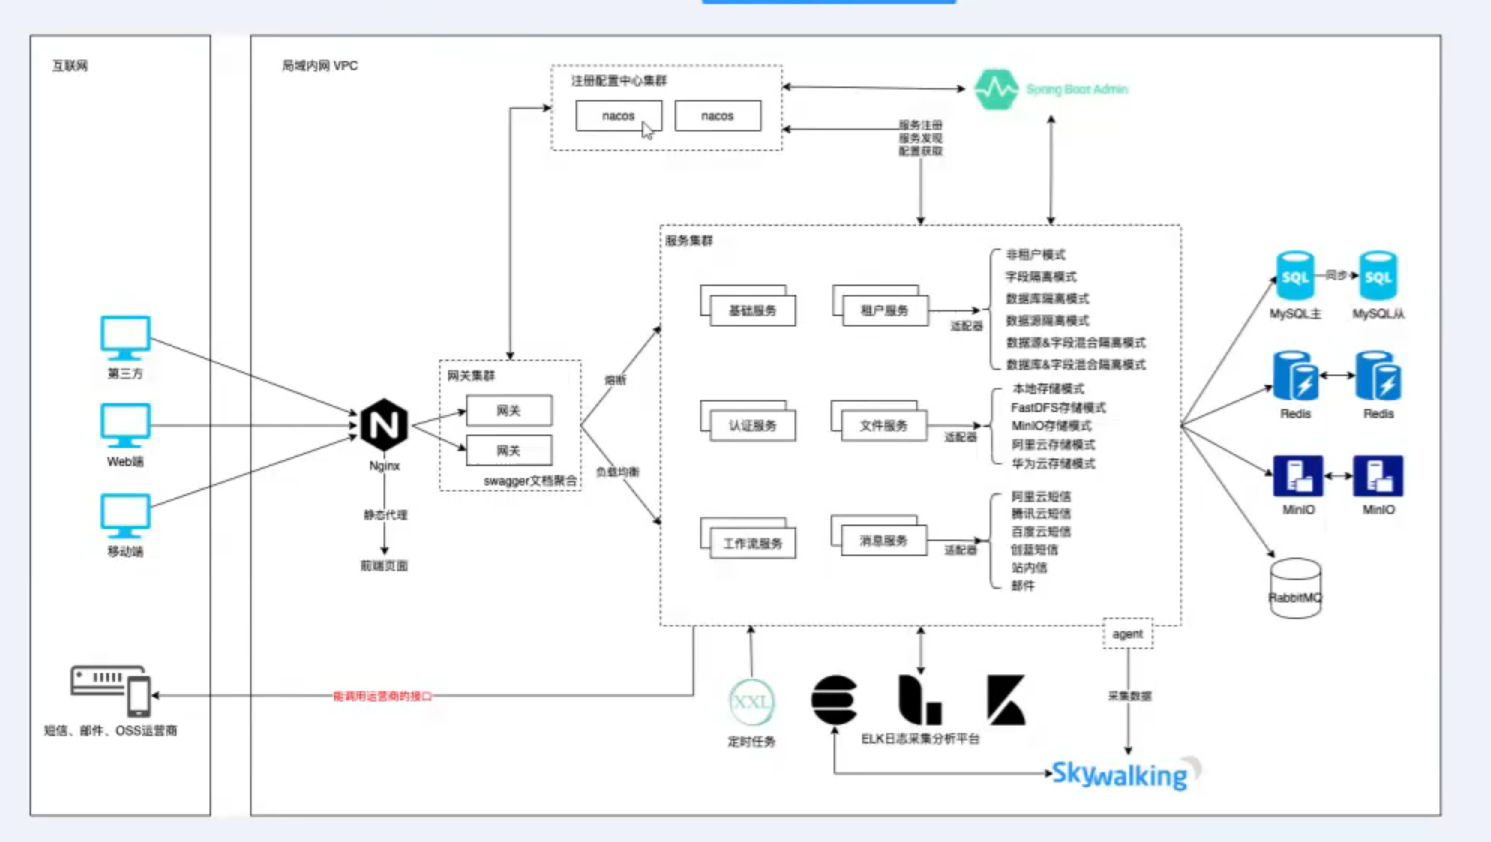 互联网
局域内网 VPC
注册配置中心集群
nacos
nacos
Spring Boot Admin
服务注册
服务发现
配置获取
第三方
Web端
移动端
Nginx
静态代理
前端页面
网关集群
网关
网关
swagger文档聚合
熔断
负载均衡
服务集群
基础服务
租户服务
适配器
非租户模式
字段隔离模式
数据库隔离模式
数据源隔离模式
数据源&字段混合隔离模式
数据库&字段混合隔离模式
认证服务
文件服务
适配器
本地存储模式
FastDFS存储模式
MinIO存储模式
阿里云存储模式
华为云存储模式
工作流服务
消息服务
适配器
阿里云短信
腾讯云短信
百度云短信
创蓝短信
站内信
邮件
SQL
同步
SQL
MySQL主
MySQL从
Redis
Redis
MinIO
MinIO
RabbitMQ
agent
采集数据
能调用运营商的接口
短信、邮件、OSS运营商
XXL
定时任务
ELK日志采集分析平台
Skywalking